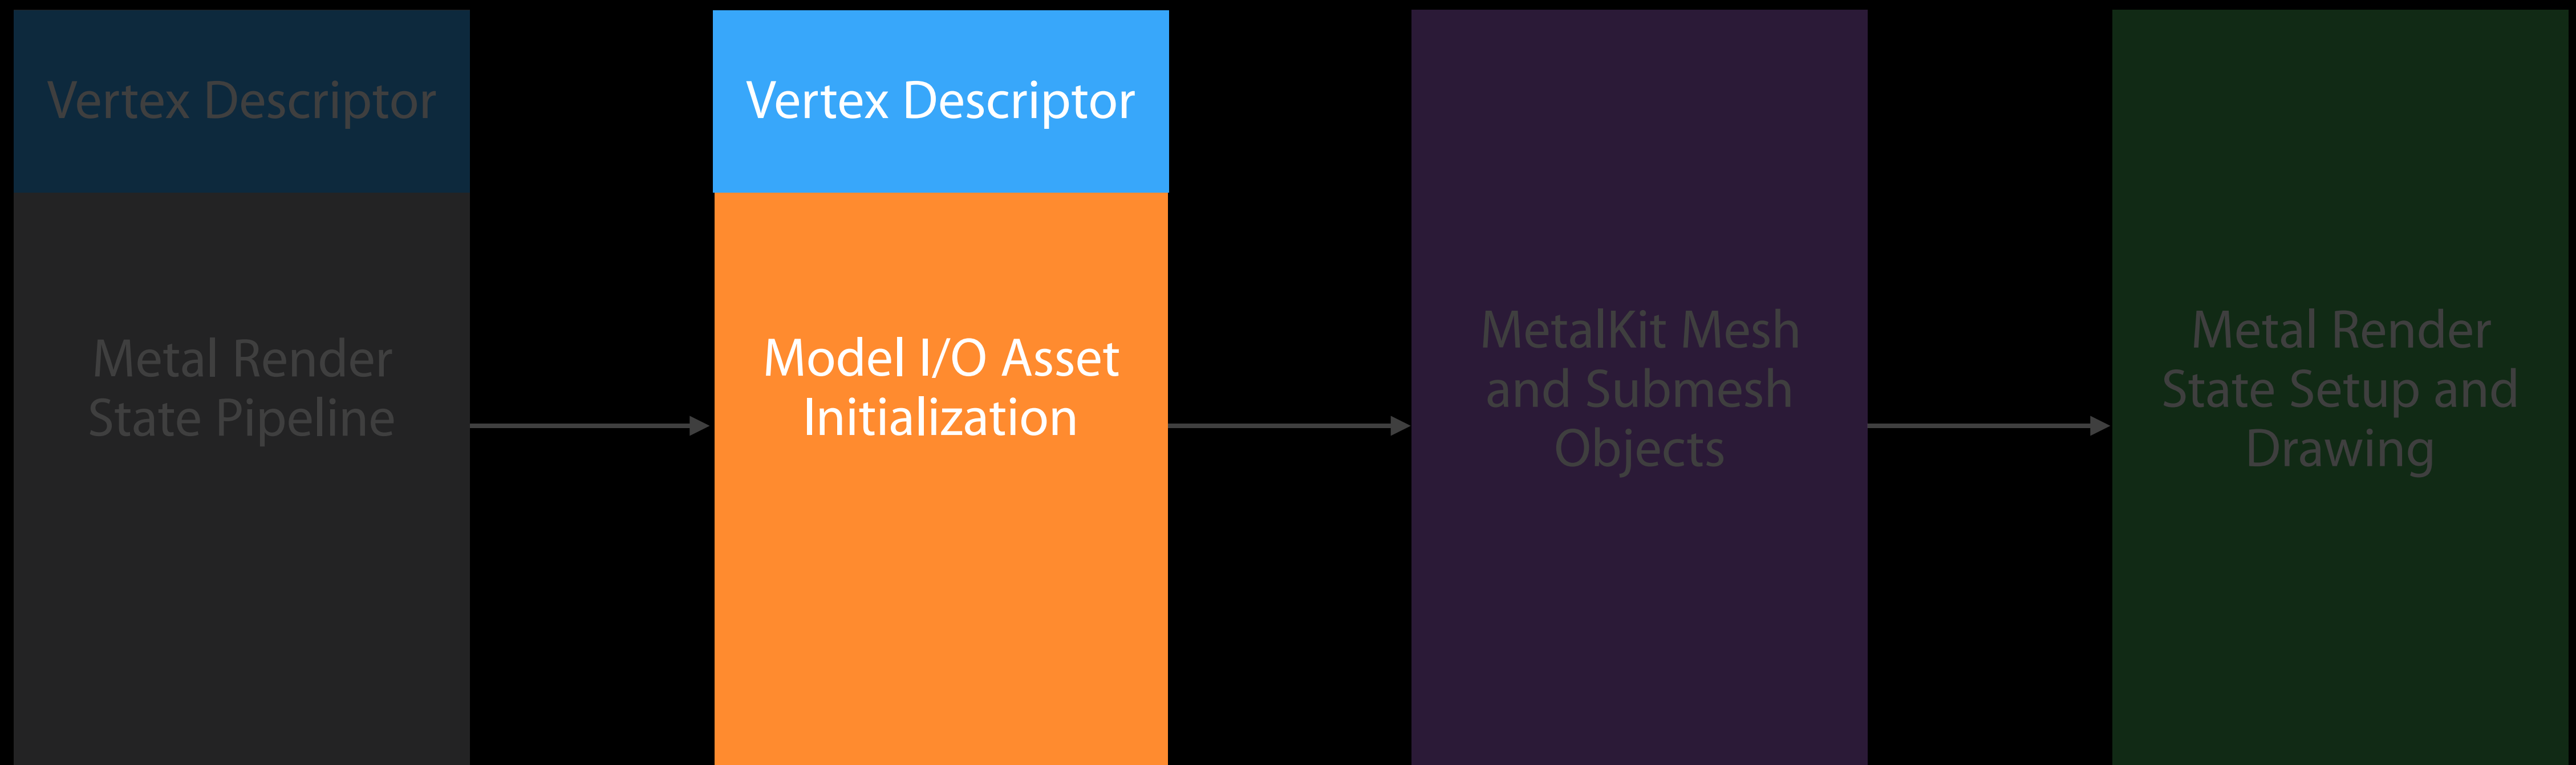 Vertex Descriptor
Metal Render
State Pipeline
Vertex Descriptor
Model I/O Asset
Initialization
MetalKit Mesh
and Submesh
Objects
Metal Render
State Setup and
Drawing